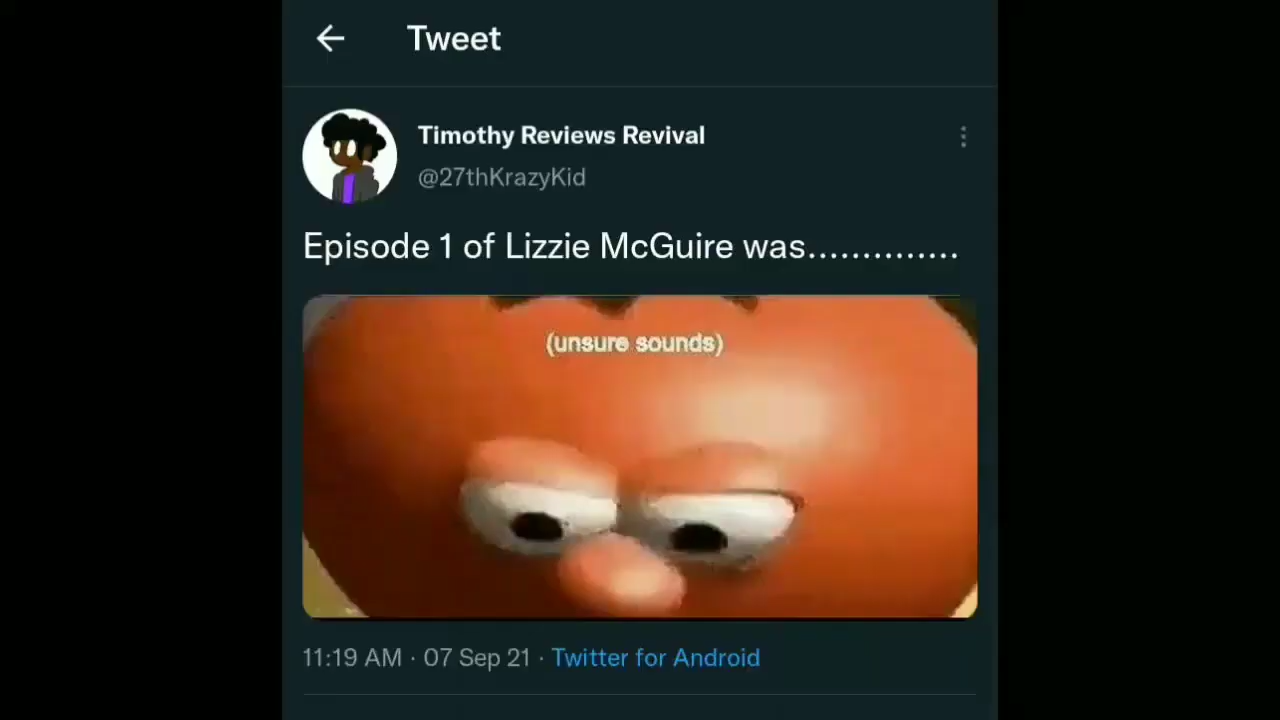 Tweet
Timothy Reviews Revival
@27thKrazyKid
Episode 1 of Lizzie McGuire was..............
(unsure sounds)
11:19 AM · 07 Sep 21 · Twitter for Android